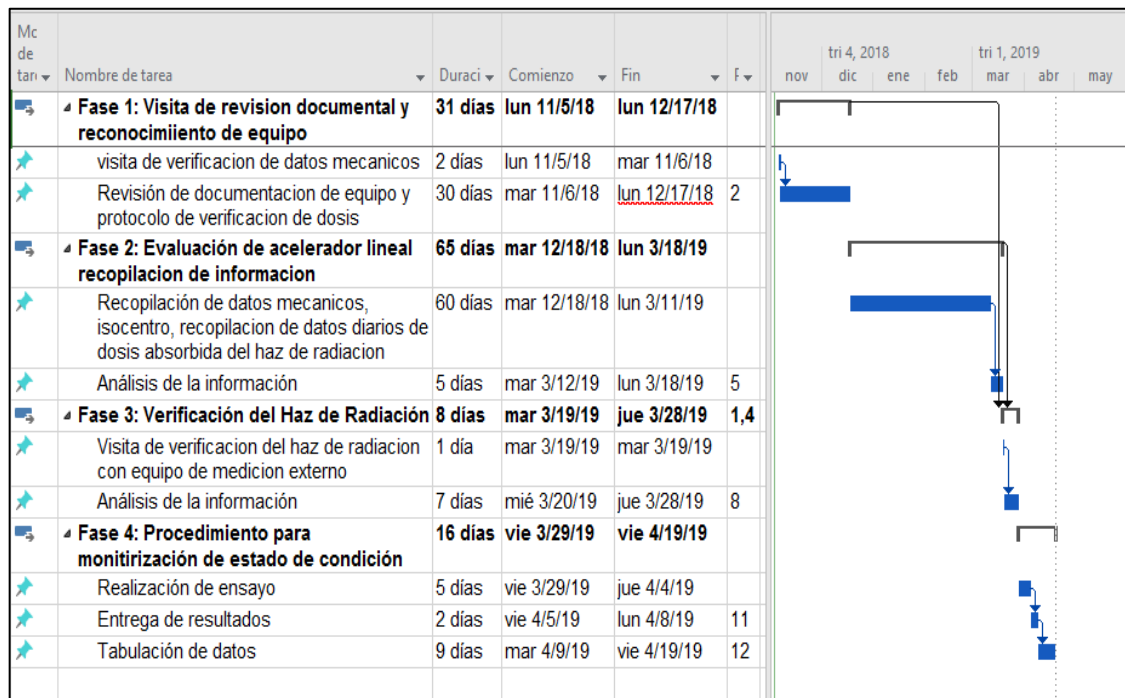 Mc
de
tare Nombre de tarea Duraci Comienzo Fin F
tri 4, 2018 tri 1, 2019
nov dic ene feb mar abr may
Fase 1: Visita de revision documental y 31 días lun 11/5/18 lun 12/17/18
reconocimiiento de equipo
visita de verificacion de datos mecanicos 2 días lun 11/5/18 mar 11/6/18
Revisión de documentacion de equipo y 30 días mar 11/6/18 lun 12/17/18 2
protocolo de verificacion de dosis
Fase 2: Evaluación de acelerador lineal 65 días mar 12/18/18 lun 3/18/19
recopilacion de informacion
Recopilación de datos mecanicos, 60 días mar 12/18/18 lun 3/11/19
isocentro, recopilacion de datos diarios de
dosis absorbida del haz de radiacion
Análisis de la información 5 días mar 3/12/19 lun 3/18/19 5
Fase 3: Verificación del Haz de Radiación 8 días mar 3/19/19 jue 3/28/19 1,4
Visita de verificacion del haz de radiacion 1 día mar 3/19/19 mar 3/19/19
con equipo de medicion externo
Análisis de la información 7 días mié 3/20/19 jue 3/28/19 8
Fase 4: Procedimiento para 16 días vie 3/29/19 vie 4/19/19
monitirización de estado de condición
Realización de ensayo 5 días vie 3/29/19 jue 4/4/19
Entrega de resultados 2 días vie 4/5/19 lun 4/8/19 11
Tabulación de datos 9 días mar 4/9/19 vie 4/19/19 12